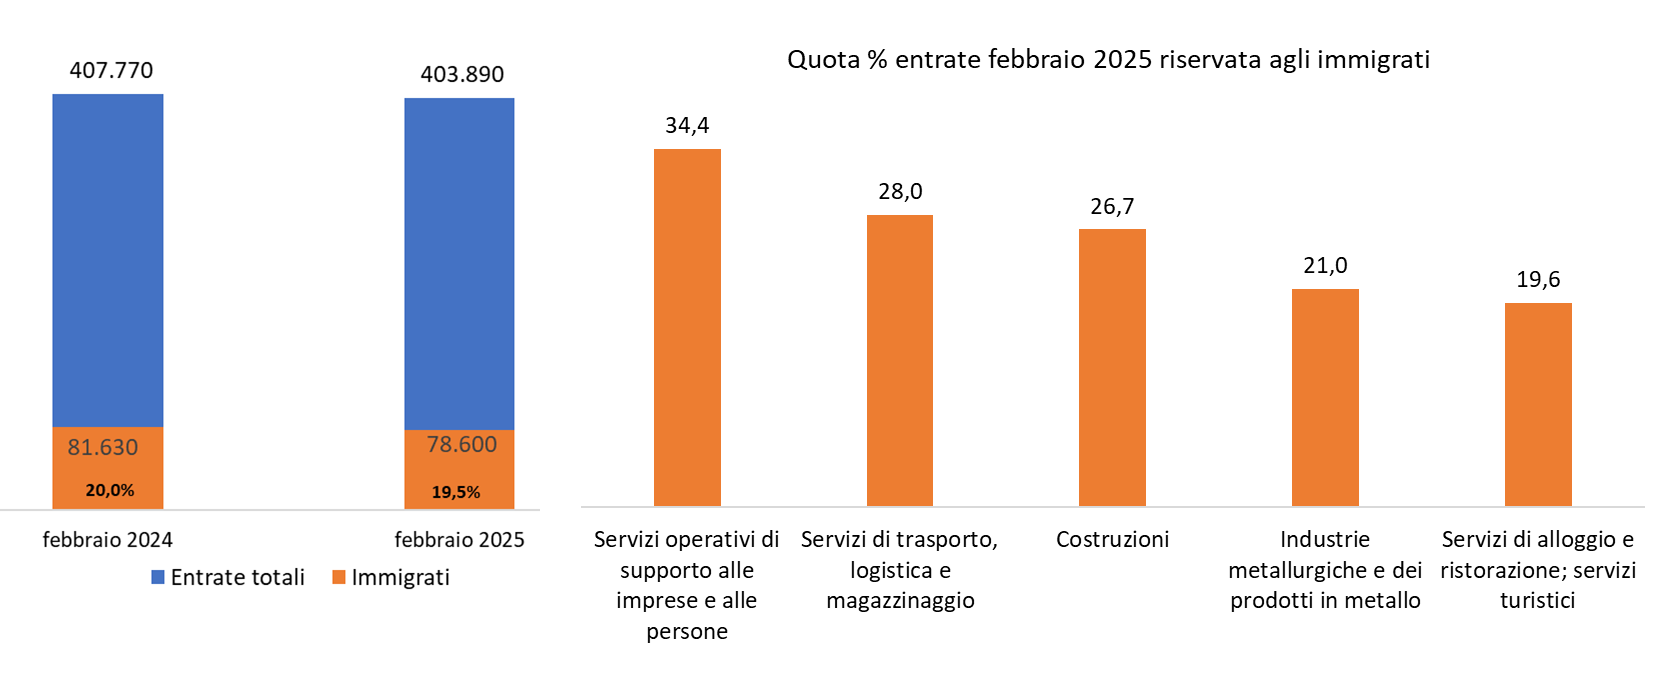 407.770
403.890
81.630
78.600
20,0%
19,5%
febbraio 2024
febbraio 2025
Entrate totali
Immigrati
Quota % entrate febbraio 2025 riservata agli immigrati
34,4
28,0
26,7
21,0
19,6
Servizi operativi di
supporto alle
imprese e alle
persone
Servizi di trasporto,
logistica e
magazzinaggio
Costruzioni
Industrie
metallurgiche e dei
prodotti in metallo
Servizi di alloggio e
ristorazione; servizi
turistici